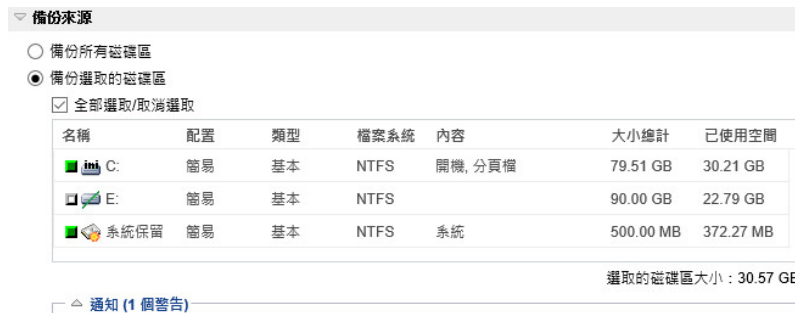 備份來源
備份所有磁碟區
備份選取的磁碟區
全部選取/取消選取
名稱 配置 類型 檔案系統 內容 大小總計 已使用空間
C: 簡易 基本 NTFS 開機, 分頁檔 79.51 GB 30.21 GB
E: 簡易 基本 NTFS 90.00 GB 22.79 GB
系統保留 簡易 基本 NTFS 系統 500.00 MB 372.27 MB
選取的磁碟區大小：30.57 GB
通知 (1 個警告)